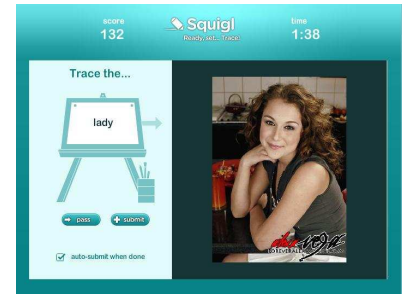 score
132
Squigl
Ready, set... Trace!
time
1:38
Trace the...
lady
pass
submit
auto-submit when done